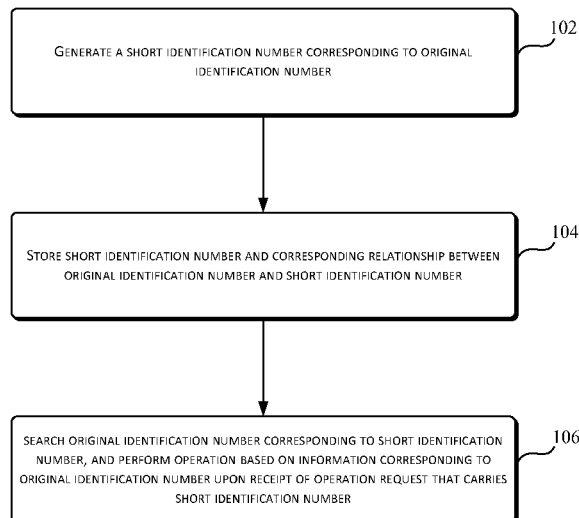 GENERATE A SHORT IDENTIFICATION NUMBER CORRESPONDING TO ORIGINAL
IDENTIFICATION NUMBER
102
STORE SHORT IDENTIFICATION NUMBER AND CORRESPONDING RELATIONSHIP BETWEEN
ORIGINAL IDENTIFICATION NUMBER AND SHORT IDENTIFICATION NUMBER
104
SEARCH ORIGINAL IDENTIFICATION NUMBER CORRESPONDING TO SHORT IDENTIFICATION
NUMBER, AND PERFORM OPERATION BASED ON INFORMATION CORRESPONDING TO
ORIGINAL IDENTIFICATION NUMBER UPON RECEIPT OF OPERATION REQUEST THAT CARRIES
SHORT IDENTIFICATION NUMBER
106